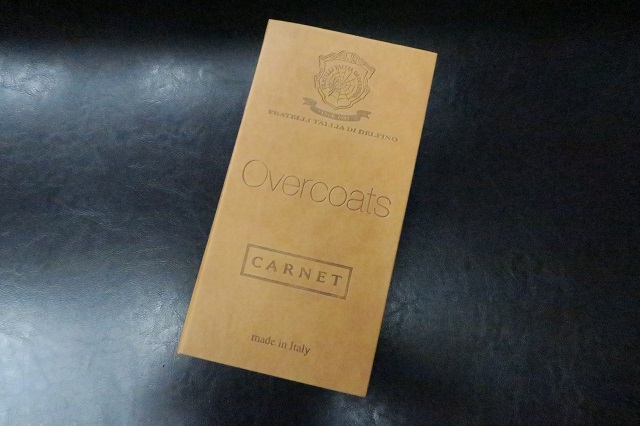 FRATELLI TALLIA DI DELFINO
Overcoats
CARNET
made in Italy